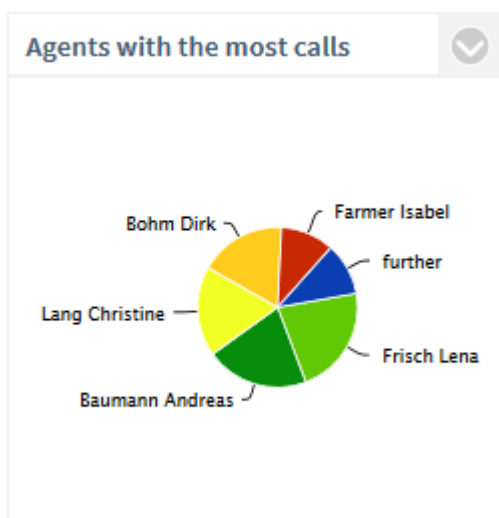 Agents with the most calls
Farmer Isabel
Bohm Dirk
further
Lang Christine
Frisch Lena
Baumann Andreas